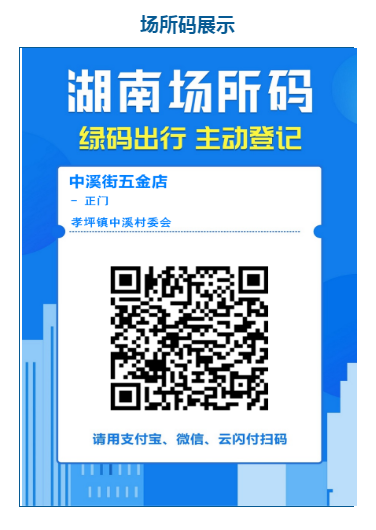 场所码展示
湖南场所码
绿码出行 主动登记
中溪街五金店
- 正门
孝坪镇中溪村委会
请用支付宝、微信、云闪付扫码